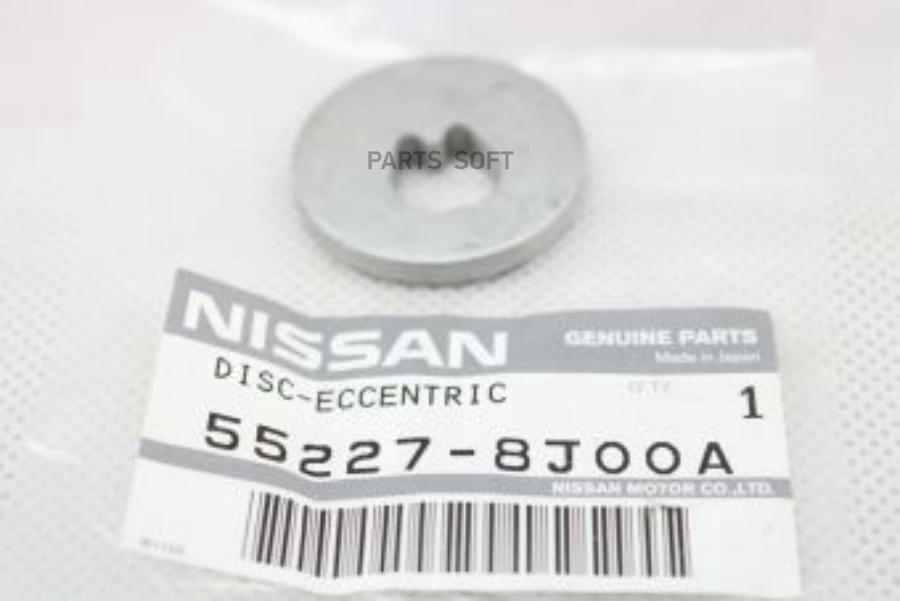 PARTS SOFT
NISSAN
GENUINE PARTS
Made in Japan
DISC-ECCENTRIC
1
55227-8J00A
NISSAN MOTOR CO.,LTD.